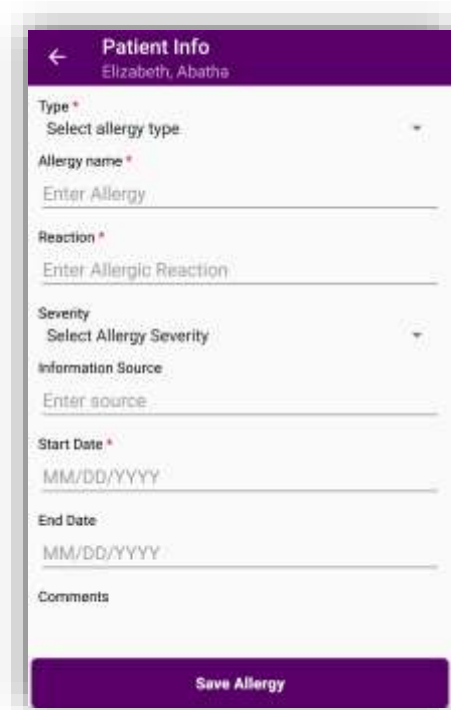 Patient Info
Elizabeth, Abatha
Type *
Select allergy type
Allergy name *
Enter Allergy
Reaction *
Enter Allergic Reaction
Severity
Select Allergy Severity
Information Source
Enter source
Start Date *
MM/DD/YYYY
End Date
MM/DD/YYYY
Comments
Save Allergy